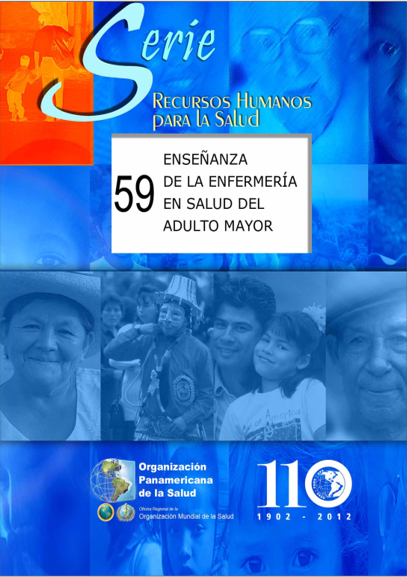 Serie
RECURSOS HUMANOS
PARA LA SALUD
59
ENSEÑANZA
DE LA ENFERMERÍA
EN SALUD DEL
ADULTO MAYOR
America
Organización
Panamericana
de la Salud
Oficina Regional de la
Organización Mundial de la Salud
110
1902 - 2012